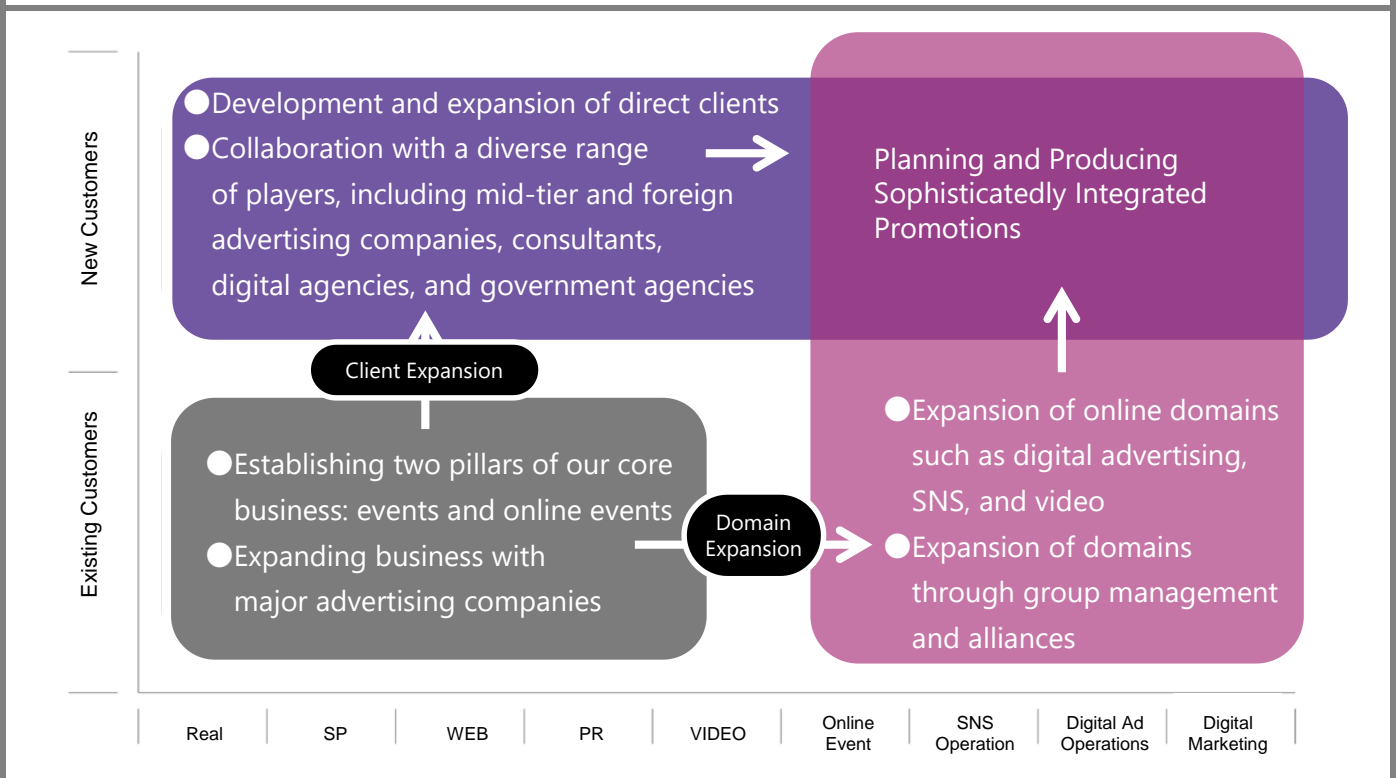 New Customers
●Development and expansion of direct clients
●Collaboration with a diverse range
of players, including mid-tier and foreign
advertising companies, consultants,
digital agencies, and government agencies
Planning and Producing
Sophisticatedly Integrated
Promotions
Client Expansion
Existing Customers
●Establishing two pillars of our core
business: events and online events
●Expanding business with
major advertising companies
Domain
Expansion
●Expansion of online domains
such as digital advertising,
SNS, and video
●Expansion of domains
through group management
and alliances
Real
SP
WEB
PR
VIDEO
Online
Event
SNS
Operation
Digital Ad
Operations
Digital
Marketing